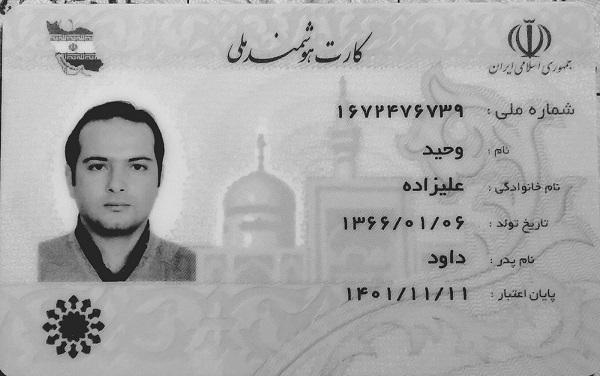 کارت هوشمند ملی
جمهوری اسلامی ایران
شماره ملی : ۱۶۷۲۴۷۶۷۳۹
نام : وحید
نام خانوادگی : علیزاده
تاریخ تولد : ۱۳۶۶/۰۱/۰۶
نام پدر : داود
پایان اعتبار : ۱۴۰۱/۱۱/۱۱